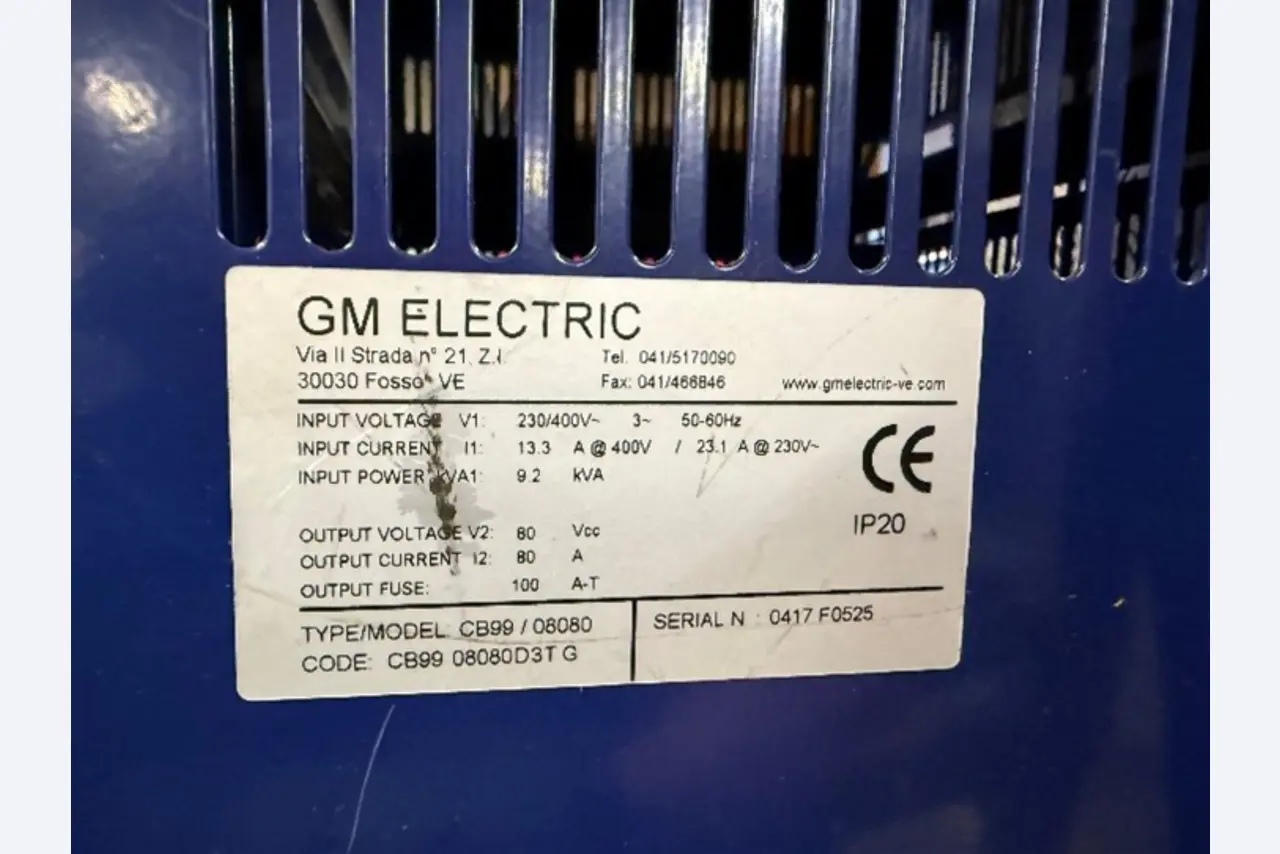 GM ELECTRIC
Via II Strada n° 21, Z.I.
30030 Fosso' VE
Tel. 041/5170090
Fax: 041/466846
www.gmelectric-ve.com
INPUT VOLTAGE V1: 230/400V~ 3~ 50-60Hz
INPUT CURRENT I1: 13.3 A @ 400V / 23.1 A @ 230V~
INPUT POWER kVA1: 9.2 kVA
CE
IP20
OUTPUT VOLTAGE V2: 80 Vcc
OUTPUT CURRENT I2: 80 A
OUTPUT FUSE: 100 A-T
TYPE/MODEL: CB99 / 08080
CODE: CB99 08080D3T G
SERIAL N : 0417 F0525